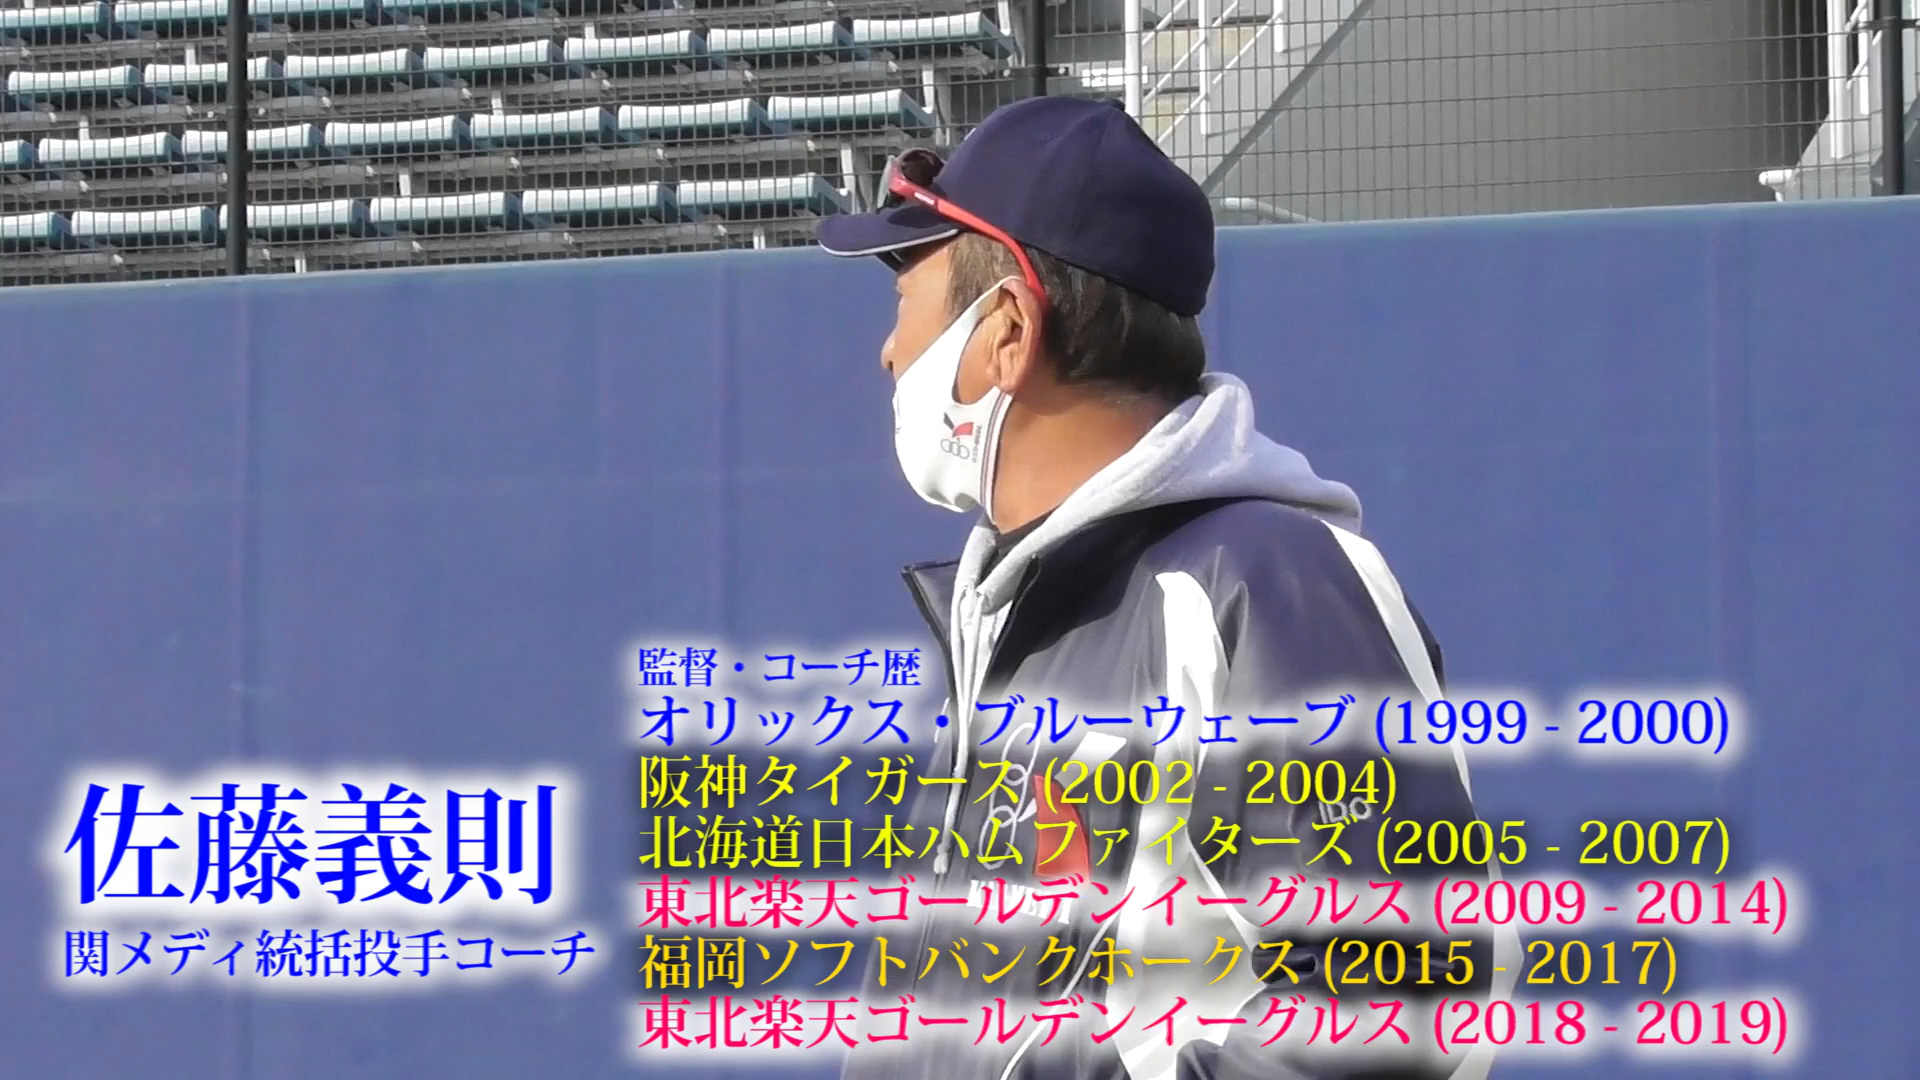 監督・コーチ歴
オリックス・ブルーウェーブ (1999 - 2000)
阪神タイガース (2002 - 2004)
北海道日本ハムファイターズ (2005 - 2007)
東北楽天ゴールデンイーグルス (2009 - 2014)
福岡ソフトバンクホークス (2015 - 2017)
東北楽天ゴールデンイーグルス (2018 - 2019)
佐藤義則
関メディ統括投手コーチ